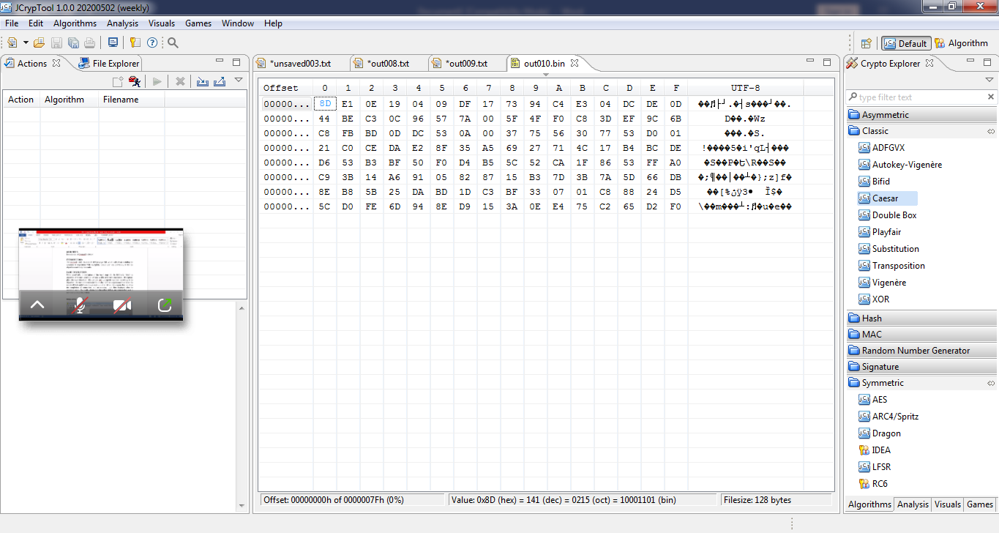 JCrypTool 1.0.0 20200502 (weekly)
File Edit Algorithms Analysis Visuals Games Window Help
Default Algorithm
Actions File Explorer
*unsaved003.txt *out008.txt *out009.txt out010.bin
Crypto Explorer
type filter text
Action Algorithm Filename
Offset 0 1 2 3 4 5 6 7 8 9 A B C D E F UTF-8
00000... 8D E1 0E 19 04 09 DF 17 73 94 C4 E3 04 DC DE 0D
00000... 44 BE C3 0C 96 57 7A 00 5F 4F F0 C8 3D EF 9C 6B D��.�Wz
00000... C8 FB BD 0D DC 53 0A 00 37 75 56 30 77 53 D0 01 ���.�S.
00000... 21 C0 CE DA E2 8F 35 A5 69 27 71 4C 17 B4 BC DE !����5�i'qL┤���
00000... D6 53 B3 BF 50 F0 D4 B5 5C 52 CA 1F 86 53 FF A0
00000... C9 3B 14 A6 91 05 82 87 15 B3 7D 3B 7A 5D 66 DB �;¶��|��┴�};z]f�
00000... 8E B8 5B 25 DA BD 1D C3 BF 33 07 01 C8 88 24 D5
00000... 5C D0 FE 6D 94 8E D9 15 3A 0E E4 75 C2 65 D2 F0
Asymmetric
Classic
ADFGVX
Autokey-Vigenère
Bifid
Caesar
Double Box
Playfair
Substitution
Transposition
Vigenère
XOR
Hash
MAC
Random Number Generator
Signature
Symmetric
AES
ARC4/Spritz
Dragon
IDEA
LFSR
RC6
Algorithms Analysis Visuals Games
Offset: 00000000h of 0000007Fh (0%) Value: 0x8D (hex) = 141 (dec) = 0215 (oct) = 10001101 (bin) Filesize: 128 bytes